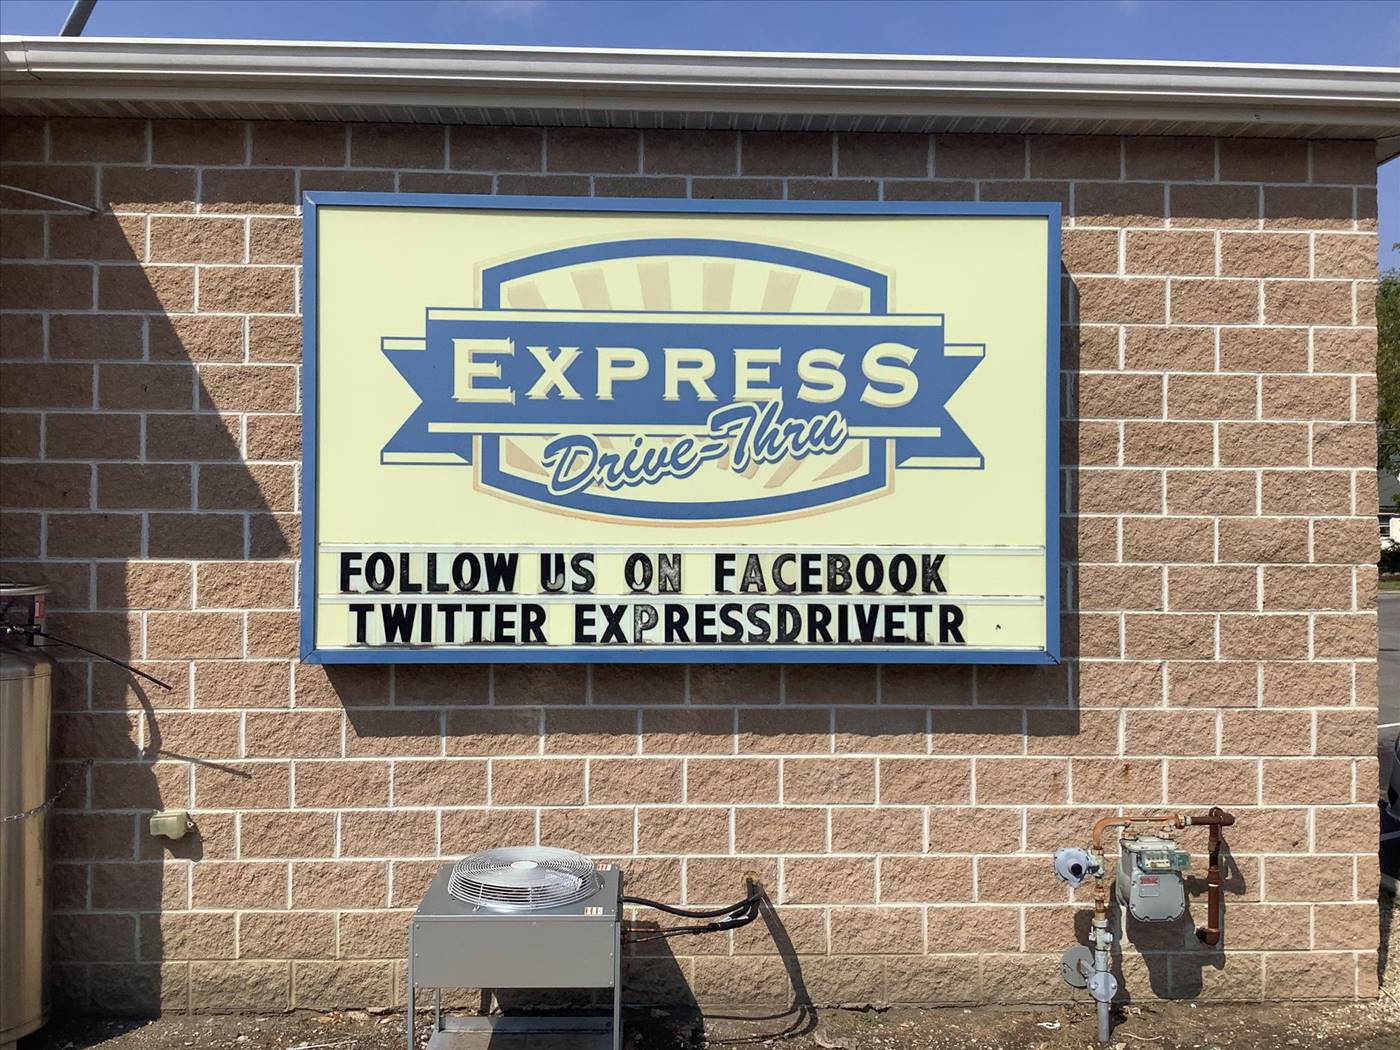 EXPRESS
Drive-Thru
FOLLOW US ON FACEBOOK
TWITTER EXPRESSDRIVETR